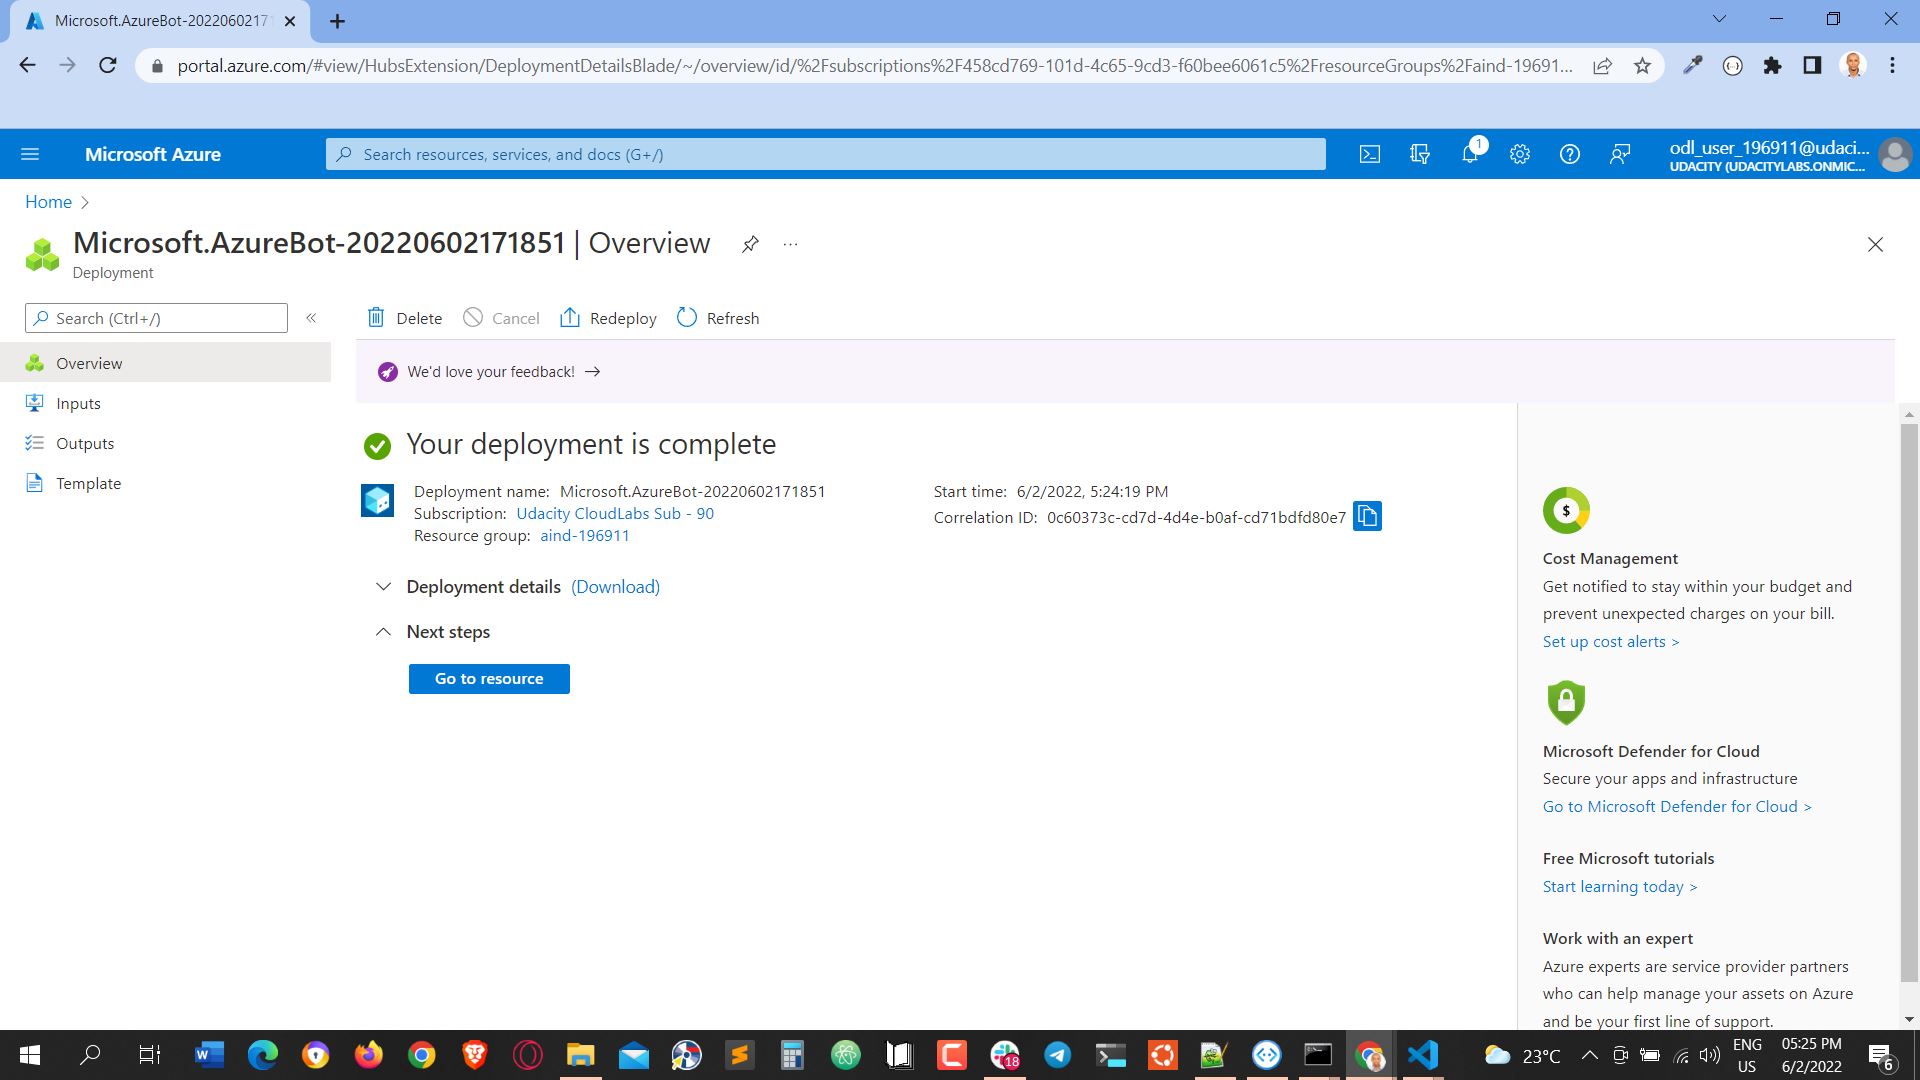 Microsoft.AzureBot-2022060217
portal.azure.com/#view/HubsExtension/DeploymentDetailsBlade/~/overview/id/%2Fsubscriptions%2F458cd769-101d-4c65-9cd3-f60bee6061c5%2FresourceGroups%2Faind-19691...
Microsoft Azure
Search resources, services, and docs (G+/)
1
odl_user_196911@udaci...
UDACITY (UDACITYLABS.ONMIC...
Home
Microsoft.AzureBot-20220602171851 | Overview
...
Deployment
Search (Ctrl+/)
«
Delete
Cancel
Redeploy
Refresh
Overview
Inputs
Outputs
Template
We'd love your feedback! →
Your deployment is complete
Deployment name: Microsoft.AzureBot-20220602171851
Subscription: Udacity CloudLabs Sub - 90
Resource group: aind-196911
Start time: 6/2/2022, 5:24:19 PM
Correlation ID: 0c60373c-cd7d-4d4e-b0af-cd71bdfd80e7
Deployment details (Download)
Next steps
Go to resource
$
Cost Management
Get notified to stay within your budget and
prevent unexpected charges on your bill.
Set up cost alerts >
Microsoft Defender for Cloud
Secure your apps and infrastructure
Go to Microsoft Defender for Cloud >
Free Microsoft tutorials
Start learning today >
Work with an expert
Azure experts are service provider partners
who can help manage your assets on Azure
and be your first line of support.
W
18
23°C
ENG
US
05:25 PM
6/2/2022
6